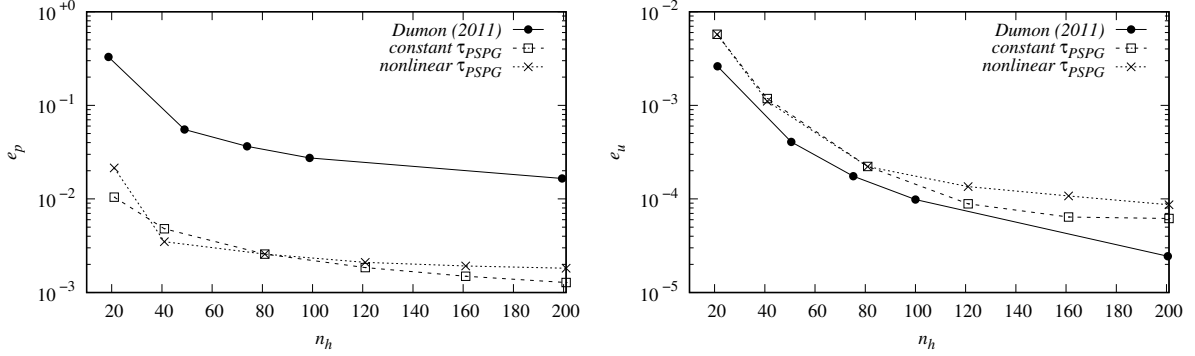 10+0
10−1
10−2
10−3
e_p
20 40 60 80 100 120 140 160 180 200
n_h
Dumon (2011)
constant τ_PSPG
nonlinear τ_PSPG
10−2
10−3
10−4
10−5
e_u
20 40 60 80 100 120 140 160 180 200
n_h
Dumon (2011)
constant τ_PSPG
nonlinear τ_PSPG